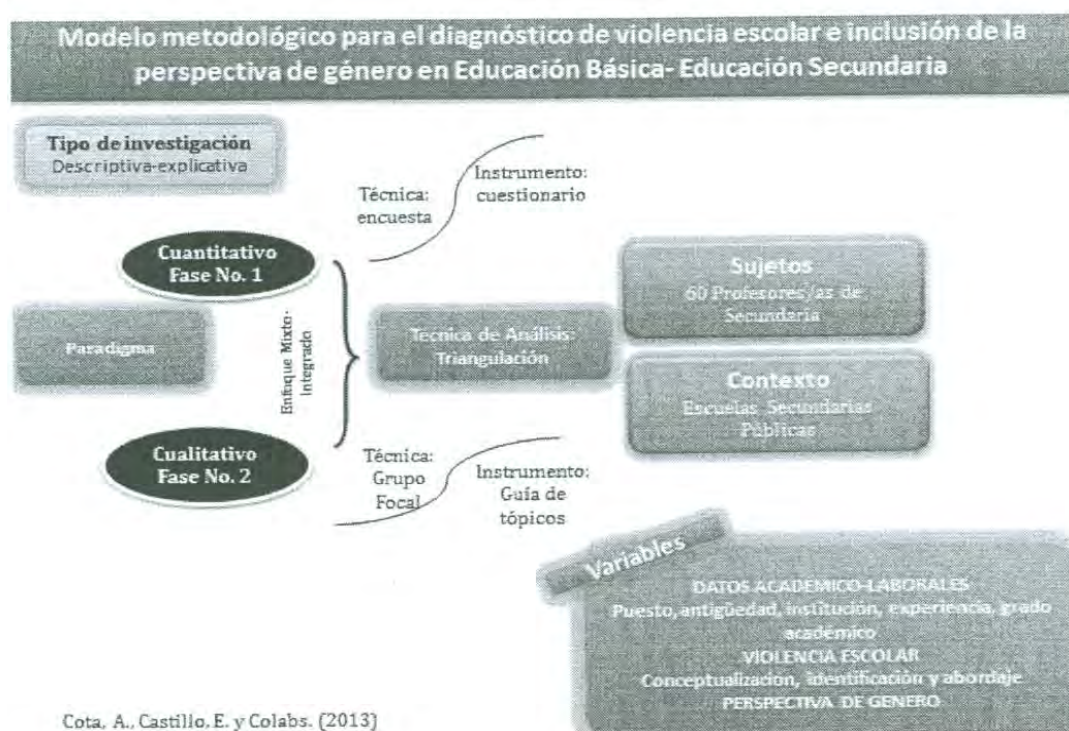 Modelo metodológico para el diagnóstico de violencia escolar e inclusión de la
perspectiva de género en Educación Básica- Educación Secundaria
Tipo de investigación
Descriptiva-explicativa
Técnica:
encuesta
Instrumento:
cuestionario
Cuantitativo
Fase No. 1
Paradigma
Enfoque Mixto-
Integrado
Tecnica de Análisis:
Triangulación
Sujetos
60 Profesores/as de
Secundaria
Contexto
Escuelas Secundarias
Públicas
Cualitativo
Fase No. 2
Técnica:
Grupo
Focal
Instrumento:
Guía de
tópicos
Variables
DATOS ACADEMICO-LABORALES
Puesto, antigüedad, institución, experiencia, grado
académico
VIOLENCIA ESCOLAR
Conceptualización, identificación y abordaje
PERSPECTIVA DE GENERO
Cota, A., Castillo, E. y Colabs. (2013)